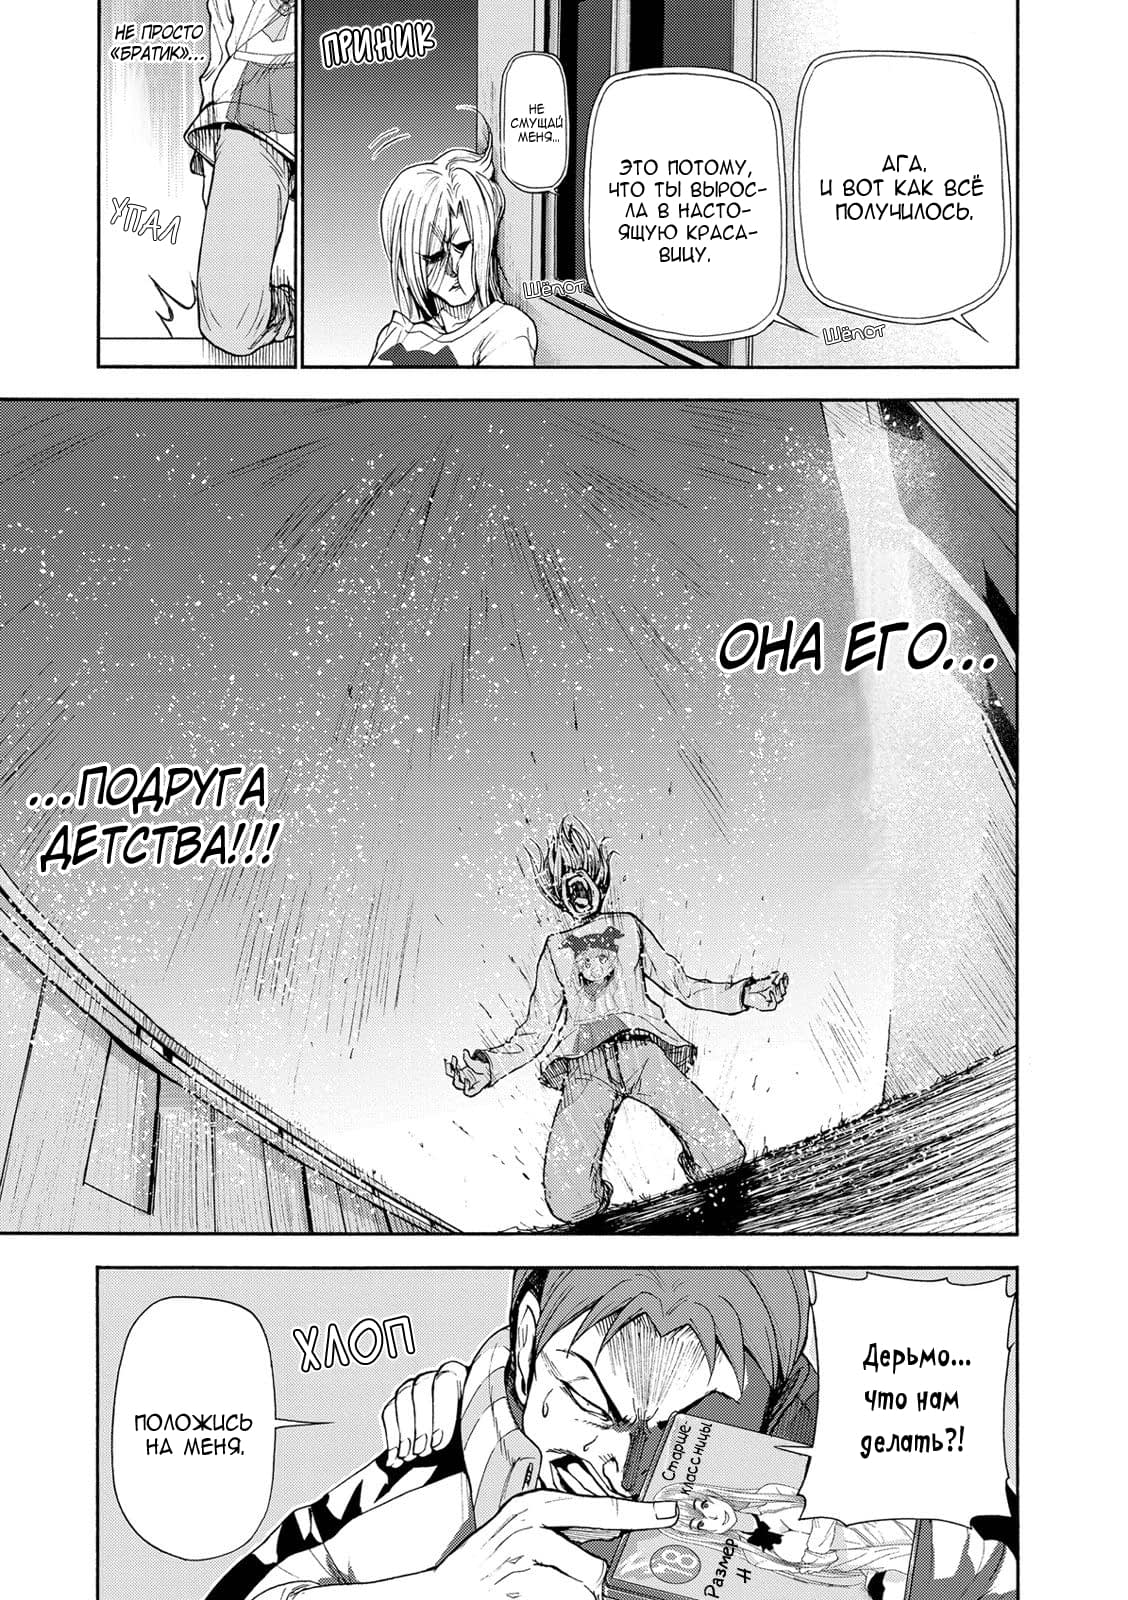 АГА.
И ВОТ КАК ВСЁ
ПОЛУЧИЛОСЬ.
Шёпот
ЭТО ПОТОМУ,
ЧТО ТЫ ВЫРОС-
ЛА В НАСТО-
ЯЩУЮ КРАСА-
ВИЦУ.
Шёпот
НЕ
СМУЩАЙ
МЕНЯ...
ПРИНИК
НЕ ПРОСТО
«БРАТИК»...
УПАЛ
ОНА ЕГО...
...ПОДРУГА
ДЕТСТВА!!!
Дерьмо...
что нам
делать?!
Старше-
классницы
18
Размер
H
ХЛОП
ПОЛОЖИСЬ
НА МЕНЯ.